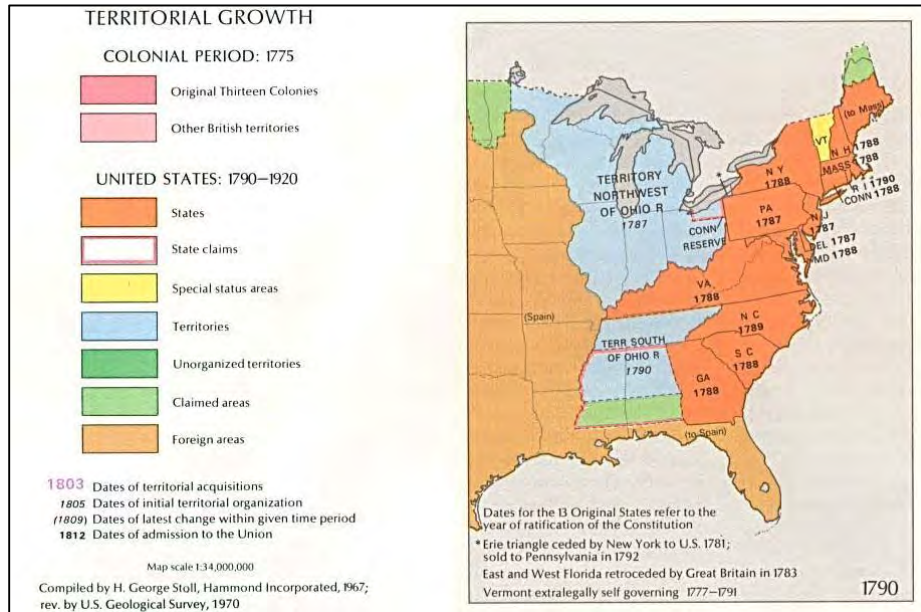 TERRITORIAL GROWTH
COLONIAL PERIOD: 1775
Original Thirteen Colonies
Other British territories
UNITED STATES: 1790–1920
States
State claims
Special status areas
Territories
Unorganized territories
Claimed areas
Foreign areas
1803 Dates of territorial acquisitions
1805 Dates of initial territorial organization
(1809) Dates of latest change within given time period
1812 Dates of admission to the Union
Map scale 1:34,000,000
Compiled by H. George Stoll, Hammond Incorporated, 1967;
rev. by U.S. Geological Survey, 1970
(to Mass)
VT
N H 1788
MASS 1788
R I 1790
CONN 1788
N Y
1788
TERRITORY
NORTHWEST
OF OHIO R
1787
*
PA
1787
N J
1787
CONN
RESERVE
DEL 1787
MD 1788
VA
1788
(Spain)
N C
1789
TERR SOUTH
OF OHIO R
1790
S C
1788
GA
1788
(to Spain)
Dates for the 13 Original States refer to the
year of ratification of the Constitution
* Erie triangle ceded by New York to U.S. 1781;
sold to Pennsylvania in 1792
East and West Florida retroceded by Great Britain in 1783
Vermont extralegally self governing 1777–1791
1790